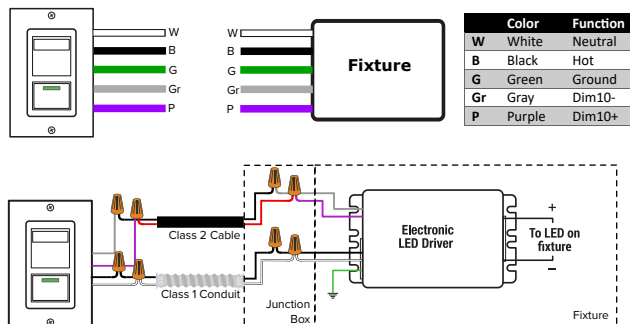 W
B
G
Gr
P
W
B
G
Gr
P
Fixture
Color Function
W White Neutral
B Black Hot
G Green Ground
Gr Gray Dim10-
P Purple Dim10+
Class 2 Cable
Class 1 Conduit
Junction
Box
Electronic
LED Driver
+
To LED on
fixture
−
Fixture